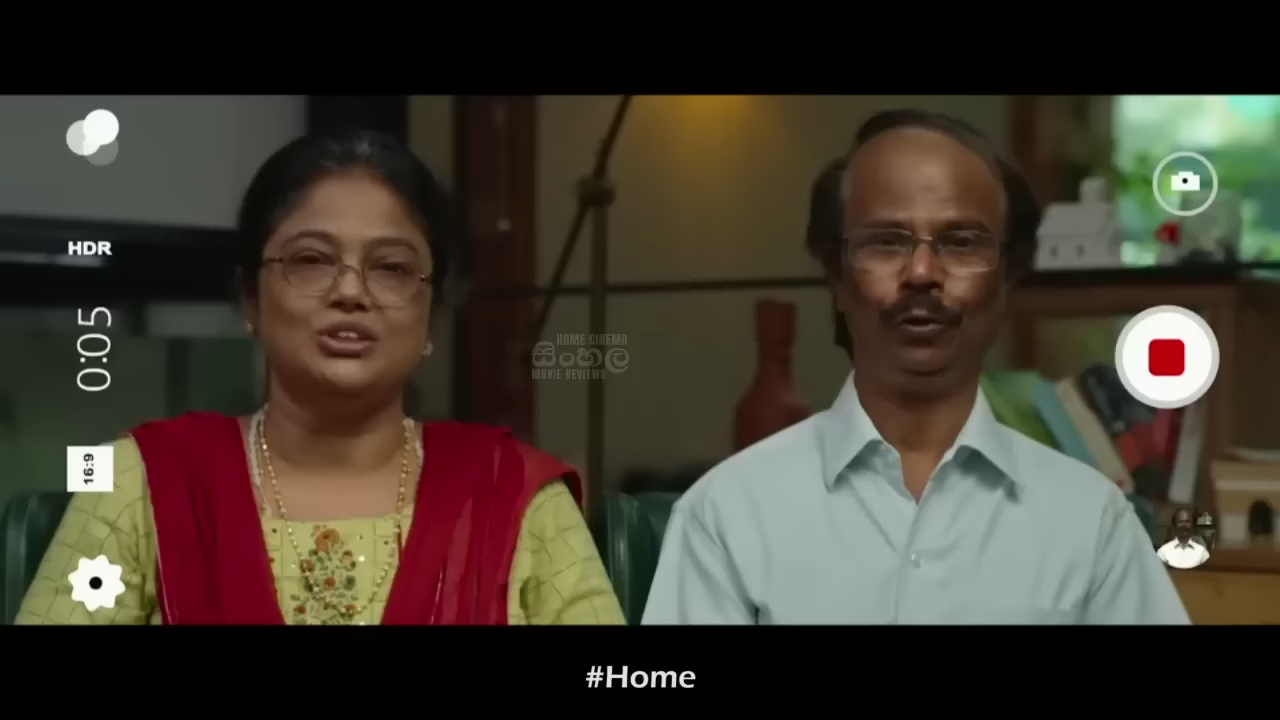 HDR
0:05
16:9
HOME CINEMA
සිංහල
MOVIE REVIEWS
#Home